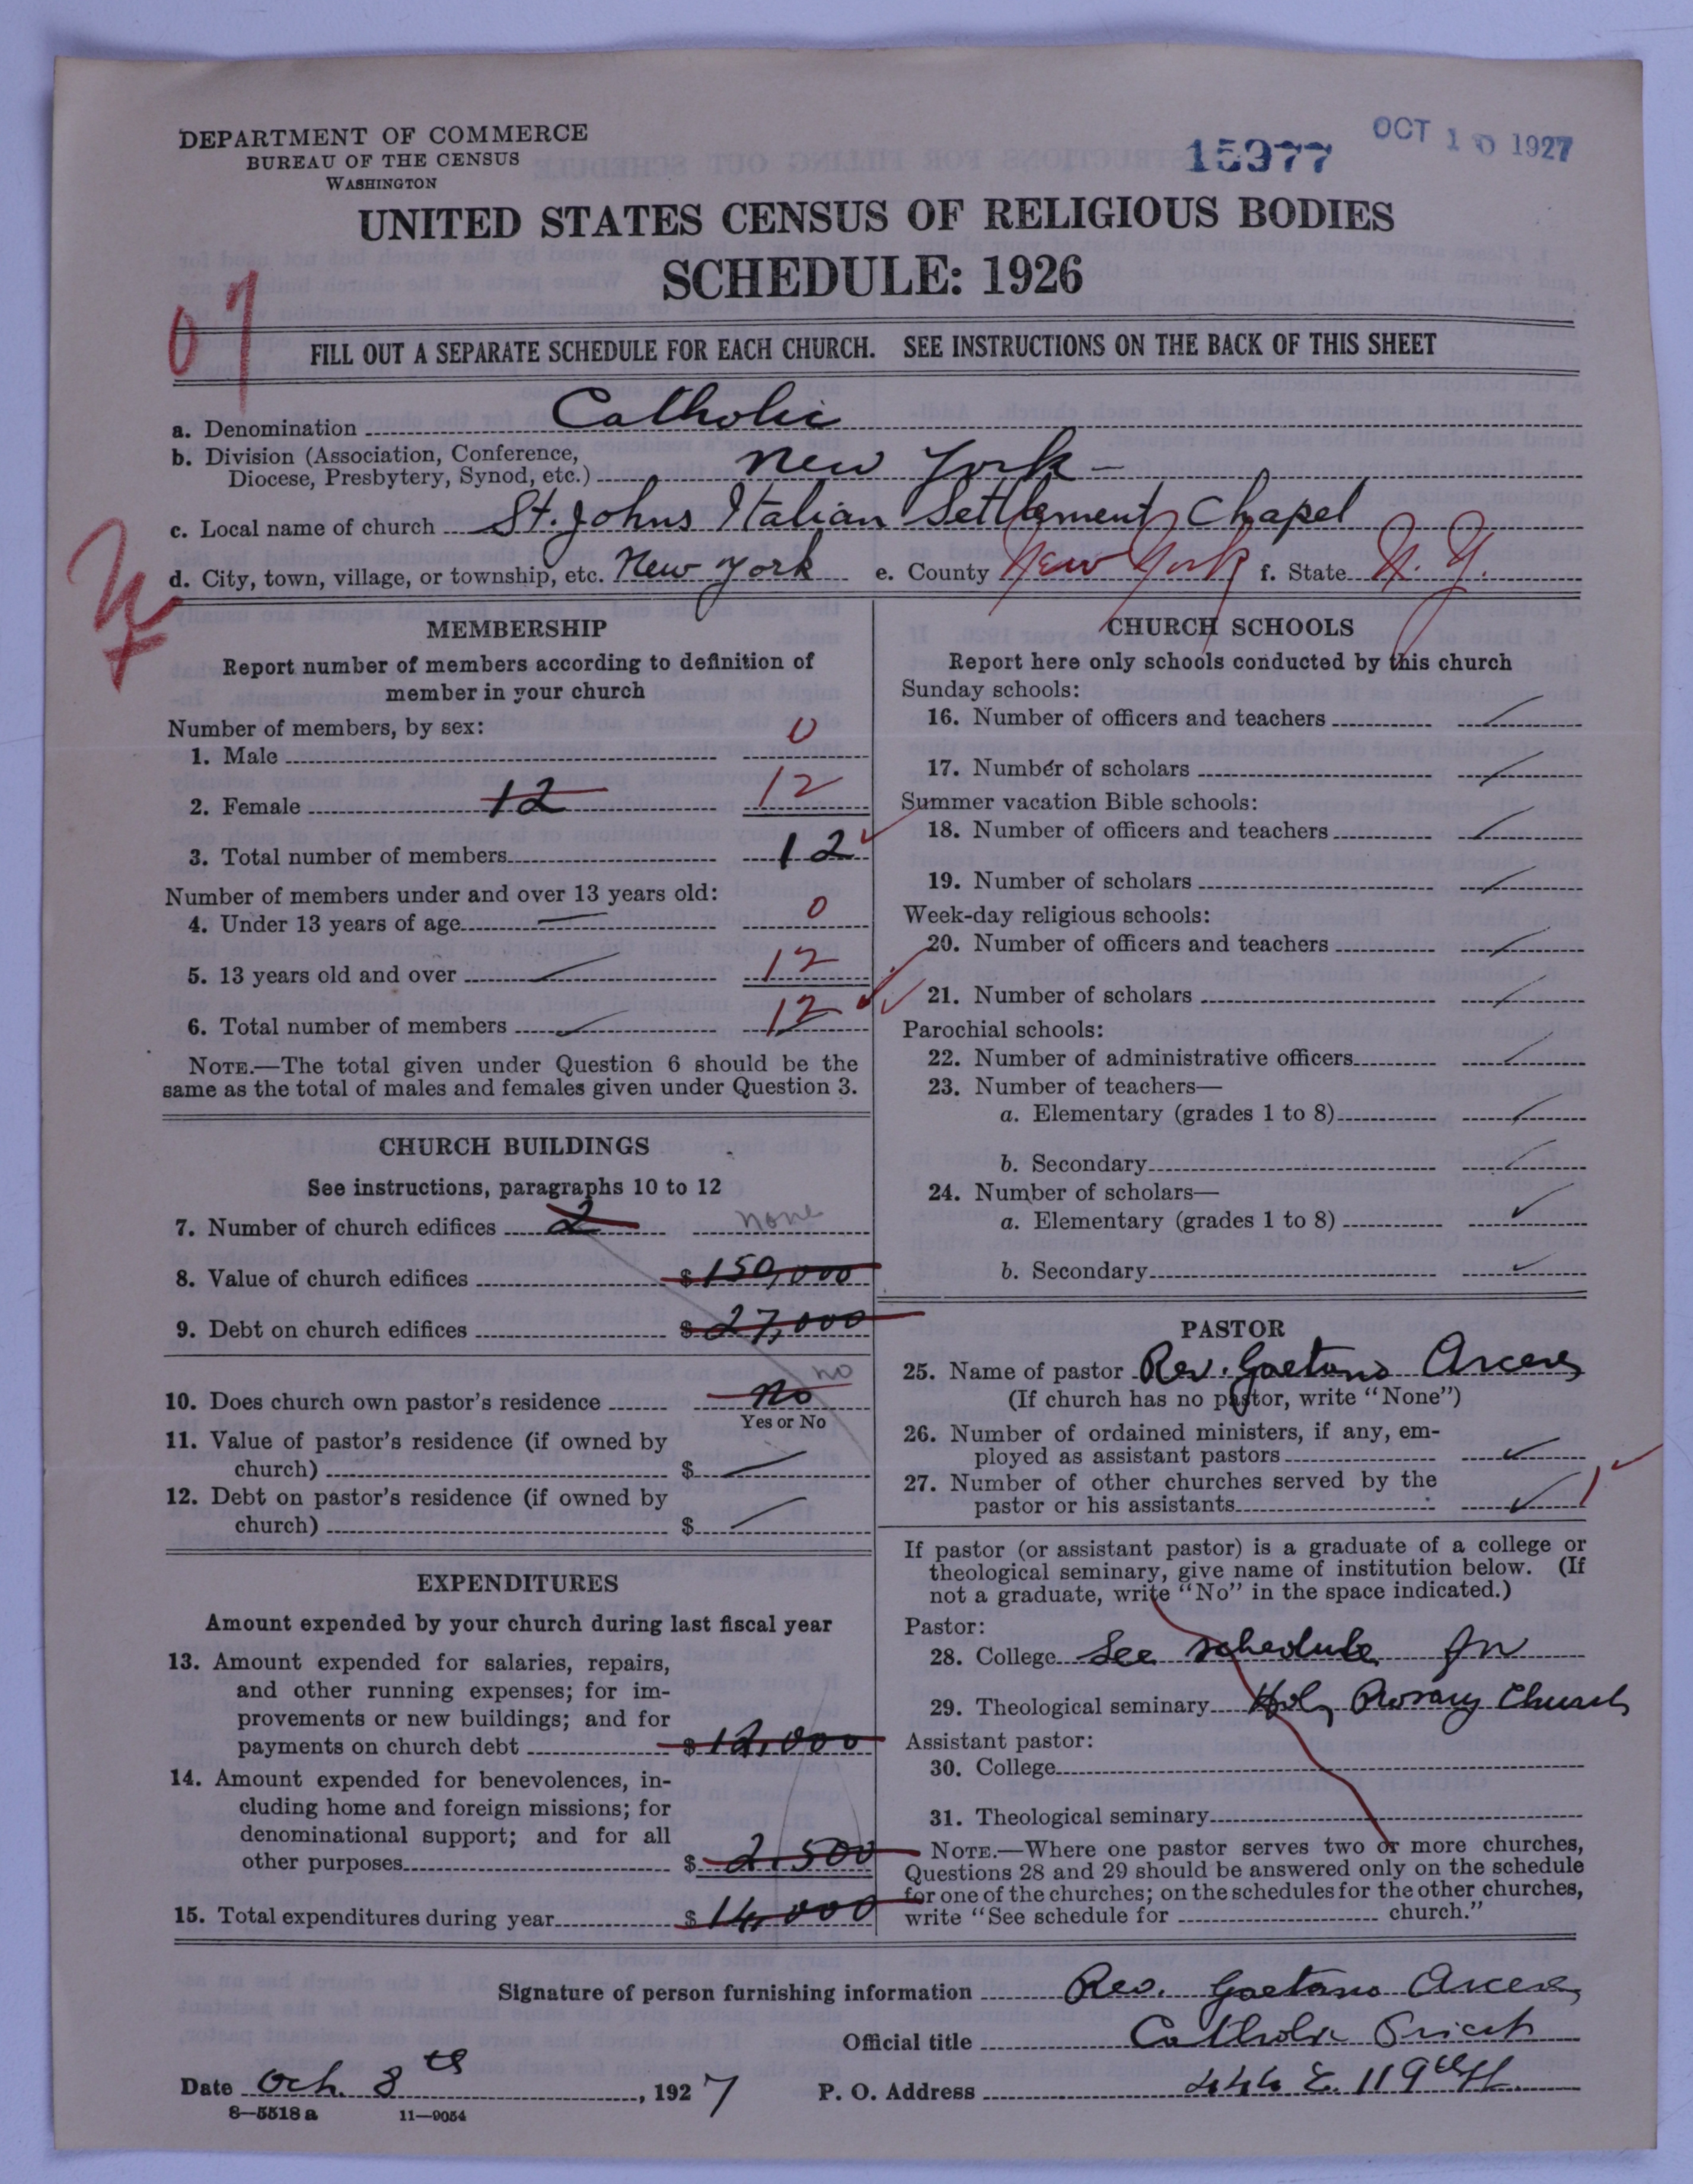 DEPARTMENT OF COMMERCE
BUREAU OF THE CENSUS
WASHINGTON
15977
OCT 10 1927
UNITED STATES CENSUS OF RELIGIOUS BODIES
SCHEDULE: 1926
07
FILL OUT A SEPARATE SCHEDULE FOR EACH CHURCH. SEE INSTRUCTIONS ON THE BACK OF THIS SHEET
a. Denomination Catholic
b. Division (Association, Conference,
Diocese, Presbytery, Synod, etc.) New York -
c. Local name of church St. Johns Italian Settlement Chapel
d. City, town, village, or township, etc. New York e. County New York f. State N. Y.
MEMBERSHIP
Report number of members according to definition of
member in your church
Number of members, by sex:
1. Male 0
2. Female 12 12
3. Total number of members 12
Number of members under and over 13 years old:
4. Under 13 years of age 0
5. 13 years old and over 12
6. Total number of members 12
NOTE.—The total given under Question 6 should be the
same as the total of males and females given under Question 3.
CHURCH BUILDINGS
See instructions, paragraphs 10 to 12
7. Number of church edifices 2 none
8. Value of church edifices $ 150,000
9. Debt on church edifices $ 27,000
10. Does church own pastor's residence No no
Yes or No
11. Value of pastor's residence (if owned by
church) $
12. Debt on pastor's residence (if owned by
church) $
EXPENDITURES
Amount expended by your church during last fiscal year
13. Amount expended for salaries, repairs,
and other running expenses; for im-
provements or new buildings; and for
payments on church debt $ 12,000
14. Amount expended for benevolences, in-
cluding home and foreign missions; for
denominational support; and for all
other purposes $ 2,500
15. Total expenditures during year $ 14,000
CHURCH SCHOOLS
Report here only schools conducted by this church
Sunday schools:
16. Number of officers and teachers
17. Number of scholars
Summer vacation Bible schools:
18. Number of officers and teachers
19. Number of scholars
Week-day religious schools:
20. Number of officers and teachers
21. Number of scholars
Parochial schools:
22. Number of administrative officers
23. Number of teachers—
a. Elementary (grades 1 to 8)
b. Secondary
24. Number of scholars—
a. Elementary (grades 1 to 8)
b. Secondary
PASTOR
25. Name of pastor Rev. Gaetano Arcese
(If church has no pastor, write "None")
26. Number of ordained ministers, if any, em-
ployed as assistant pastors
27. Number of other churches served by the
pastor or his assistants 1
If pastor (or assistant pastor) is a graduate of a college or
theological seminary, give name of institution below. (If
not a graduate, write "No" in the space indicated.)
Pastor:
28. College See schedule for
29. Theological seminary Holy Rosary Church
Assistant pastor:
30. College
31. Theological seminary
NOTE.—Where one pastor serves two or more churches,
Questions 28 and 29 should be answered only on the schedule
for one of the churches; on the schedules for the other churches,
write "See schedule for church."
Signature of person furnishing information Rev. Gaetano Arcese
Official title Catholic Priest
Date Oct. 8th, 1927 P. O. Address 444 E. 119th St.
8—5518 a 11—9054